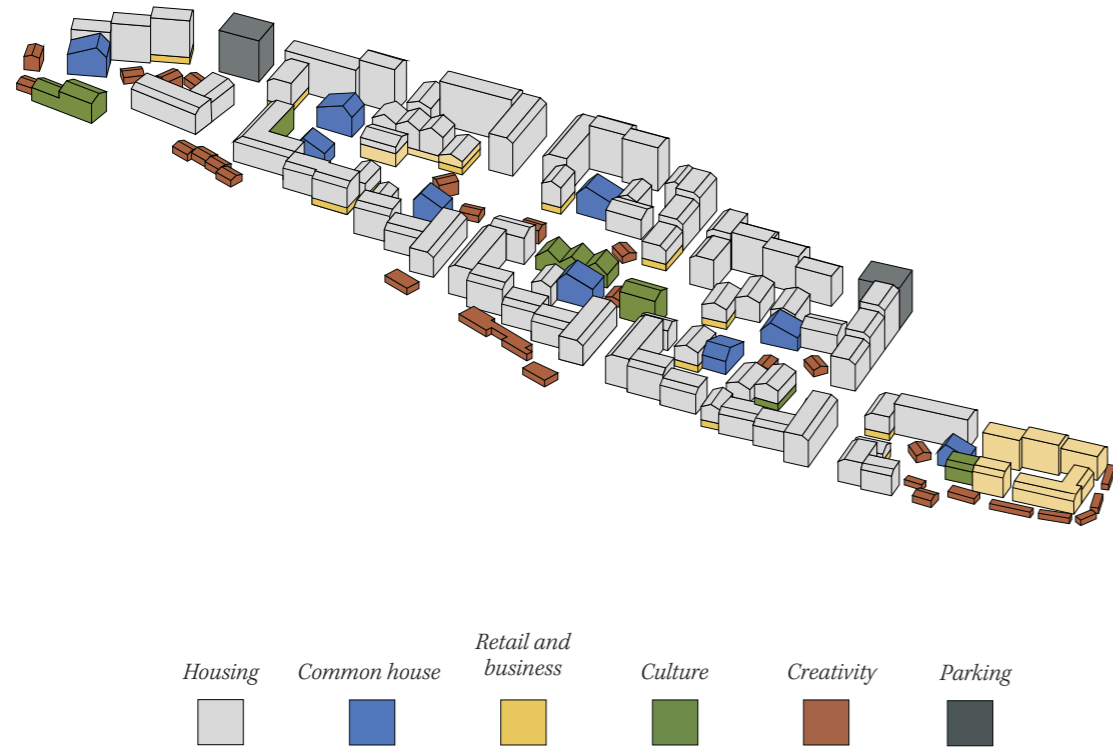 Housing
Common house
Retail and
business
Culture
Creativity
Parking